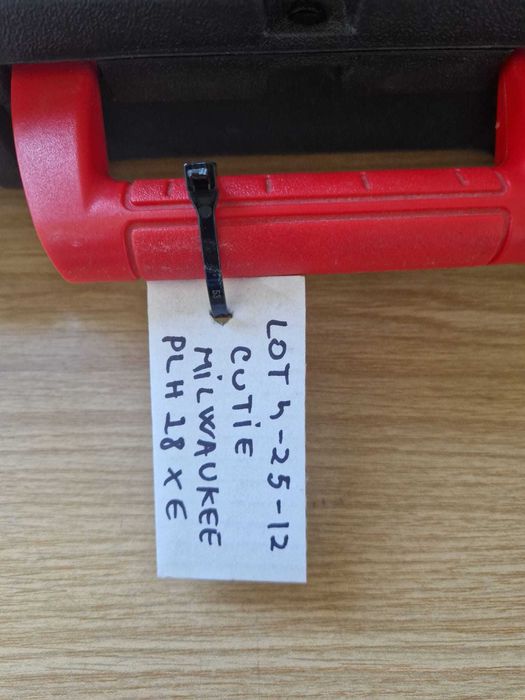 LOT 4-25-12
CUTiE
MiLWAUKEE
PLH 28 XE